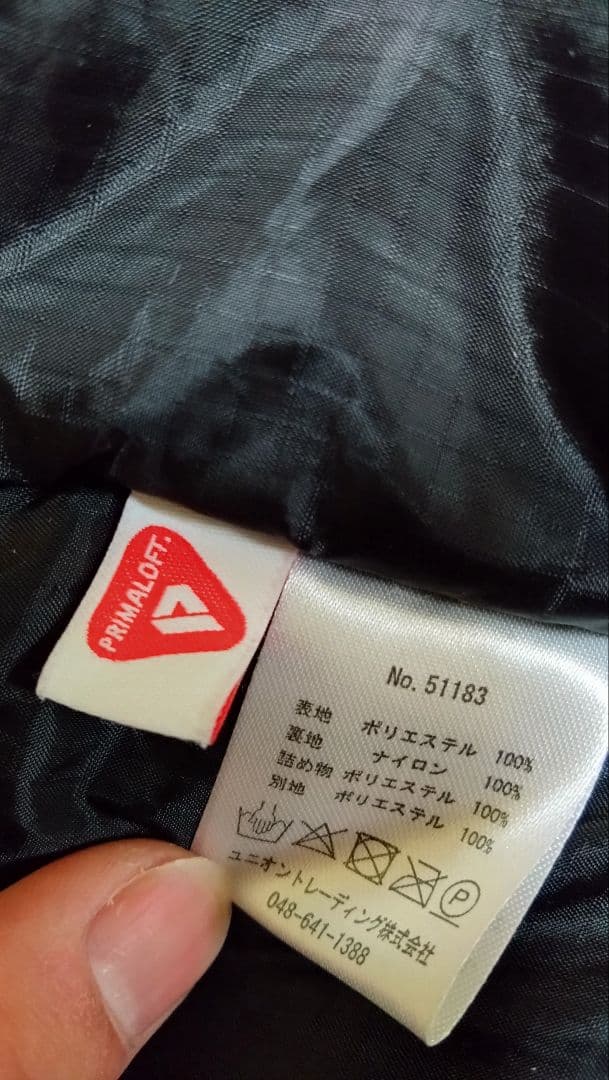 PRIMALOFT.
No. 51183
表地 ポリエステル 100%
裏地 ナイロン 100%
詰め物 ポリエステル 100%
別地 ポリエステル 100%
P
ユニオントレーディング株式会社
048-641-1388